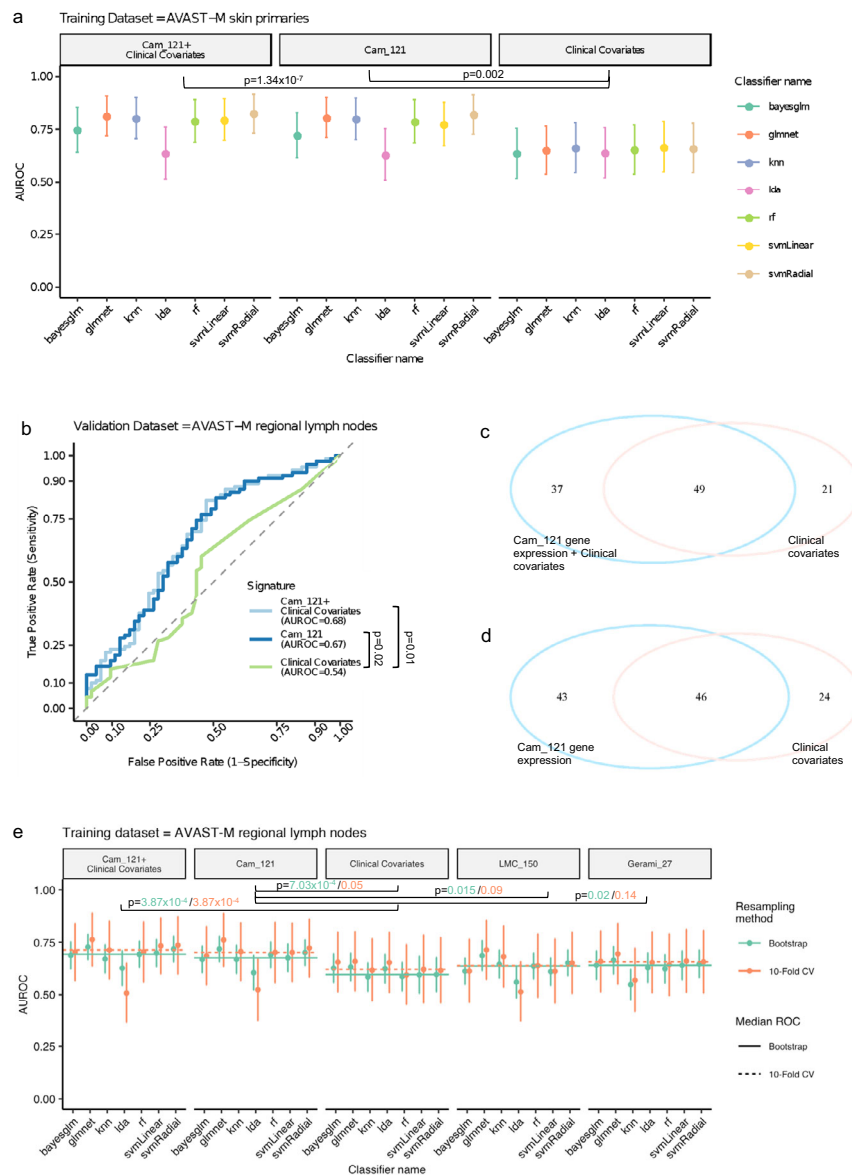 a
Training Dataset = AVAST−M skin primaries
Cam_121+
Clinical Covariates
Cam_121
Clinical Covariates
p=1.34x10-7
p=0.002
1.00
0.75
0.50
0.25
0.00
AUROC
bayesglm
glmnet
knn
lda
rf
svmLinear
svmRadial
bayesglm
glmnet
knn
lda
rf
svmLinear
svmRadial
bayesglm
glmnet
knn
lda
rf
svmLinear
svmRadial
Classifier name
Classifier name
bayesglm
glmnet
knn
lda
rf
svmLinear
svmRadial
b
Validation Dataset = AVAST−M regional lymph nodes
1.00
0.90
0.75
0.50
0.25
0.10
0.00
True Positive Rate (Sensitivity)
0.00
0.10
0.25
0.50
0.75
0.90
1.00
False Positive Rate (1−Specificity)
Signature
Cam_121+
Clinical Covariates
(AUROC=0.68)
Cam_121
(AUROC=0.67)
Clinical Covariates
(AUROC=0.54)
p=0.02
p=0.01
c
37
49
21
Cam_121 gene
expression + Clinical
covariates
Clinical
covariates
d
43
46
24
Cam_121 gene
expression
Clinical
covariates
e
Training dataset = AVAST−M regional lymph nodes
Cam_121+
Clinical Covariates
Cam_121
Clinical Covariates
LMC_150
Gerami_27
p=3.87x10-4/3.87x10-4
p=7.03x10-4/0.05
p=0.015/0.09
p=0.02/0.14
1.00
0.75
0.50
0.25
0.00
AUROC
bayesglm
glmnet
knn
lda
rf
svmLinear
svmRadial
bayesglm
glmnet
knn
lda
rf
svmLinear
svmRadial
bayesglm
glmnet
knn
lda
rf
svmLinear
svmRadial
bayesglm
glmnet
knn
lda
rf
svmLinear
svmRadial
bayesglm
glmnet
knn
lda
rf
svmLinear
svmRadial
Classifier name
Resampling
method
Bootstrap
10-Fold CV
Median ROC
Bootstrap
10-Fold CV